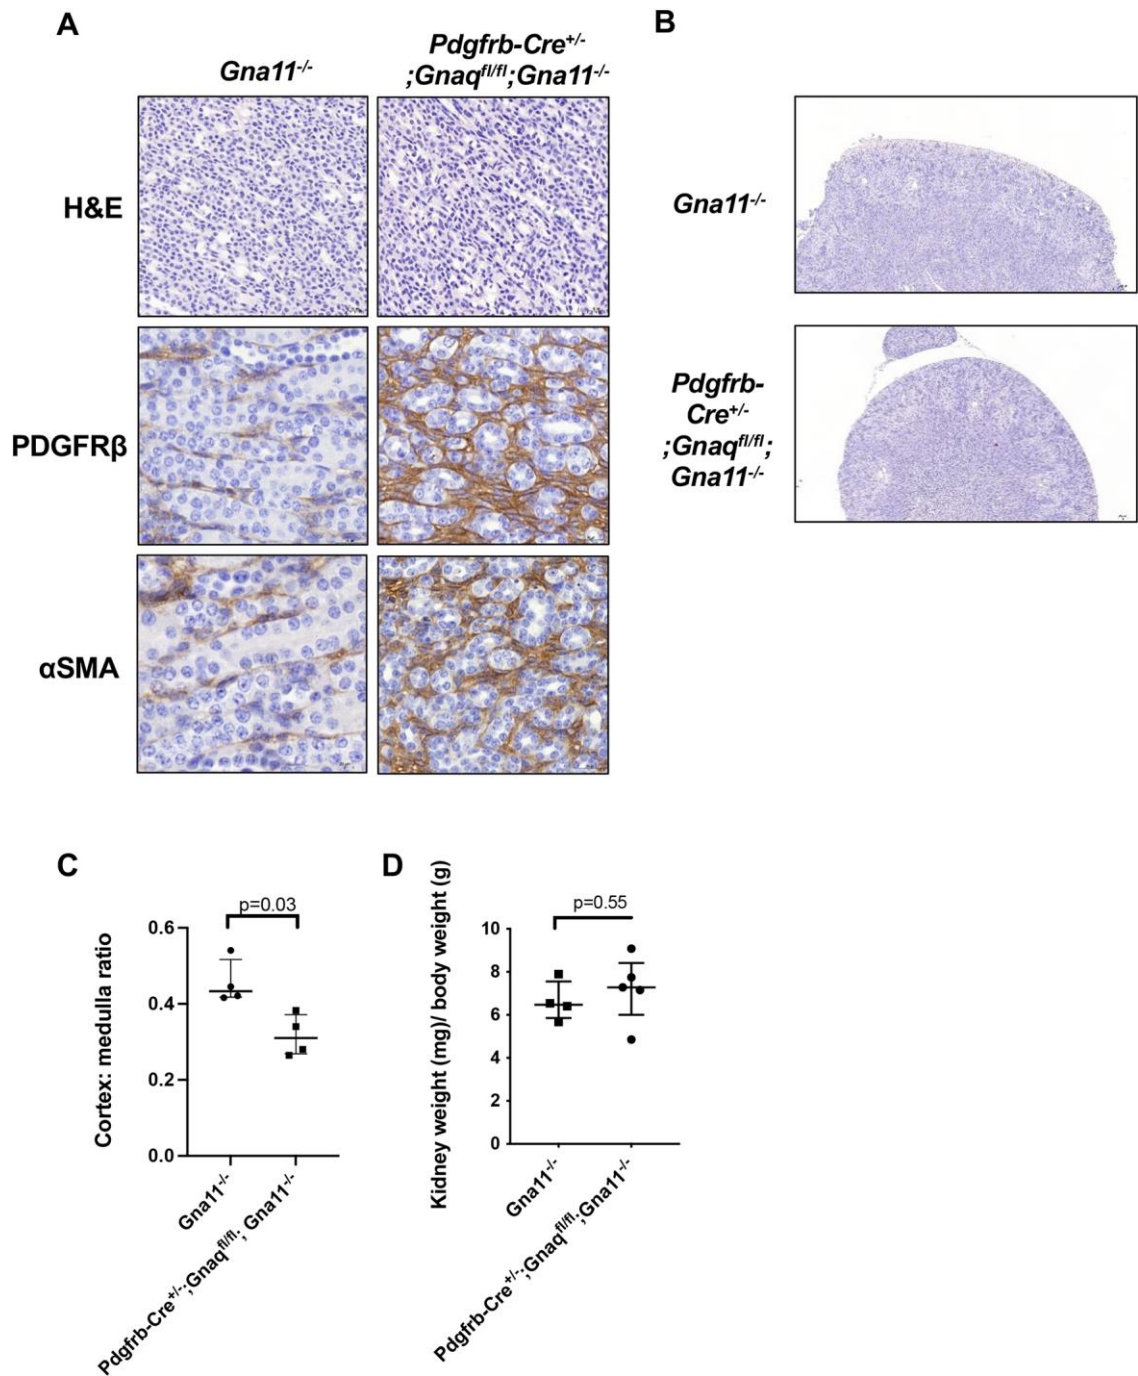 A
B
Gna11-/-
Pdgfrb-Cre+/-
;Gnaqfl/fl;Gna11-/-
H&E
PDGFRβ
αSMA
Gna11-/-
Pdgfrb-
Cre+/-
;Gnaqfl/fl;
Gna11-/-
C
p=0.03
Cortex: medulla ratio
0.6
0.4
0.2
0.0
Gna11-/-
Pdgfrb-Cre+/-;Gnaqfl/fl; Gna11-/-
D
p=0.55
Kidney weight (mg)/ body weight (g)
10
8
6
4
2
0
Gna11-/-
Pdgfrb-Cre+/-;Gnaqfl/fl;Gna11-/-